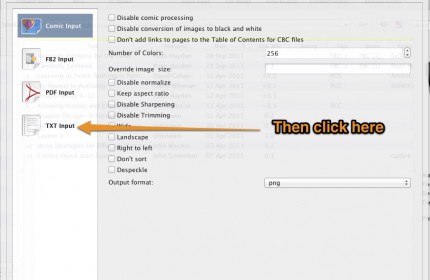 Comic Input
FB2 Input
PDF Input
TXT Input
Disable comic processing
Disable conversion of images to black and white
Don't add links to pages to the Table of Contents for CBC files
Number of Colors:
256
Override image size:
Disable normalize
Keep aspect ratio
Disable Sharpening
Disable Trimming
Wide
Landscape
Right to left
Don't sort
Despeckle
Output format:
png
Then click here